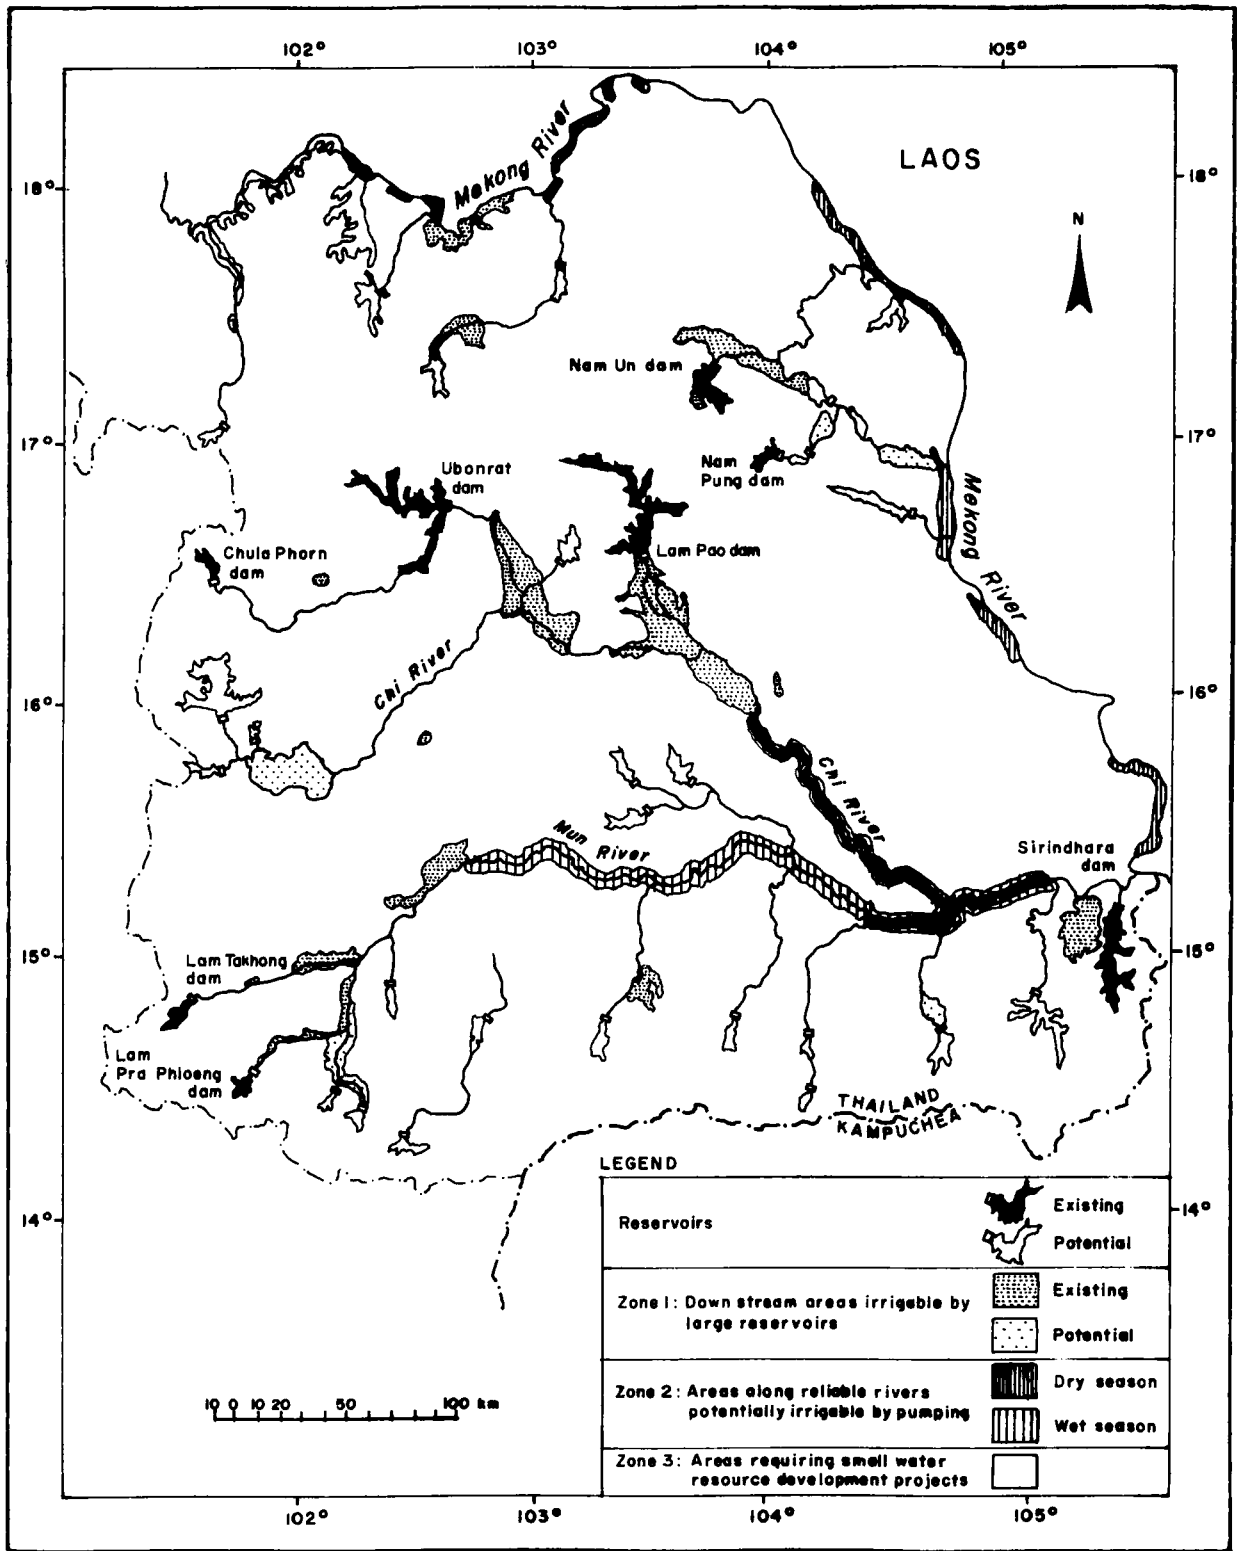 102° 103° 104° 105°
LAOS
Mekong River
18° 18°
N
Nam Un dam
17° 17°
Ubonrat
dam
Nam
Pung dam
Mekong River
Chula Phorn
dam
Lam Pao dam
Chi River
16° 16°
Chi River
Mun River
Sirindhara
dam
15° 15°
Lam Takhong
dam
Lam
Pra Phloeng
dam
THAILAND
KAMPUCHEA
14° 14°
LEGEND
Reservoirs
Existing
Potential
Zone 1: Down stream areas irrigable by
large reservoirs
Existing
Potential
Zone 2: Areas along reliable rivers
potentially irrigable by pumping
Dry season
Wet season
Zone 3: Areas requiring small water
resource development projects
10 0 10 20 50 100 km
102° 103° 104° 105°